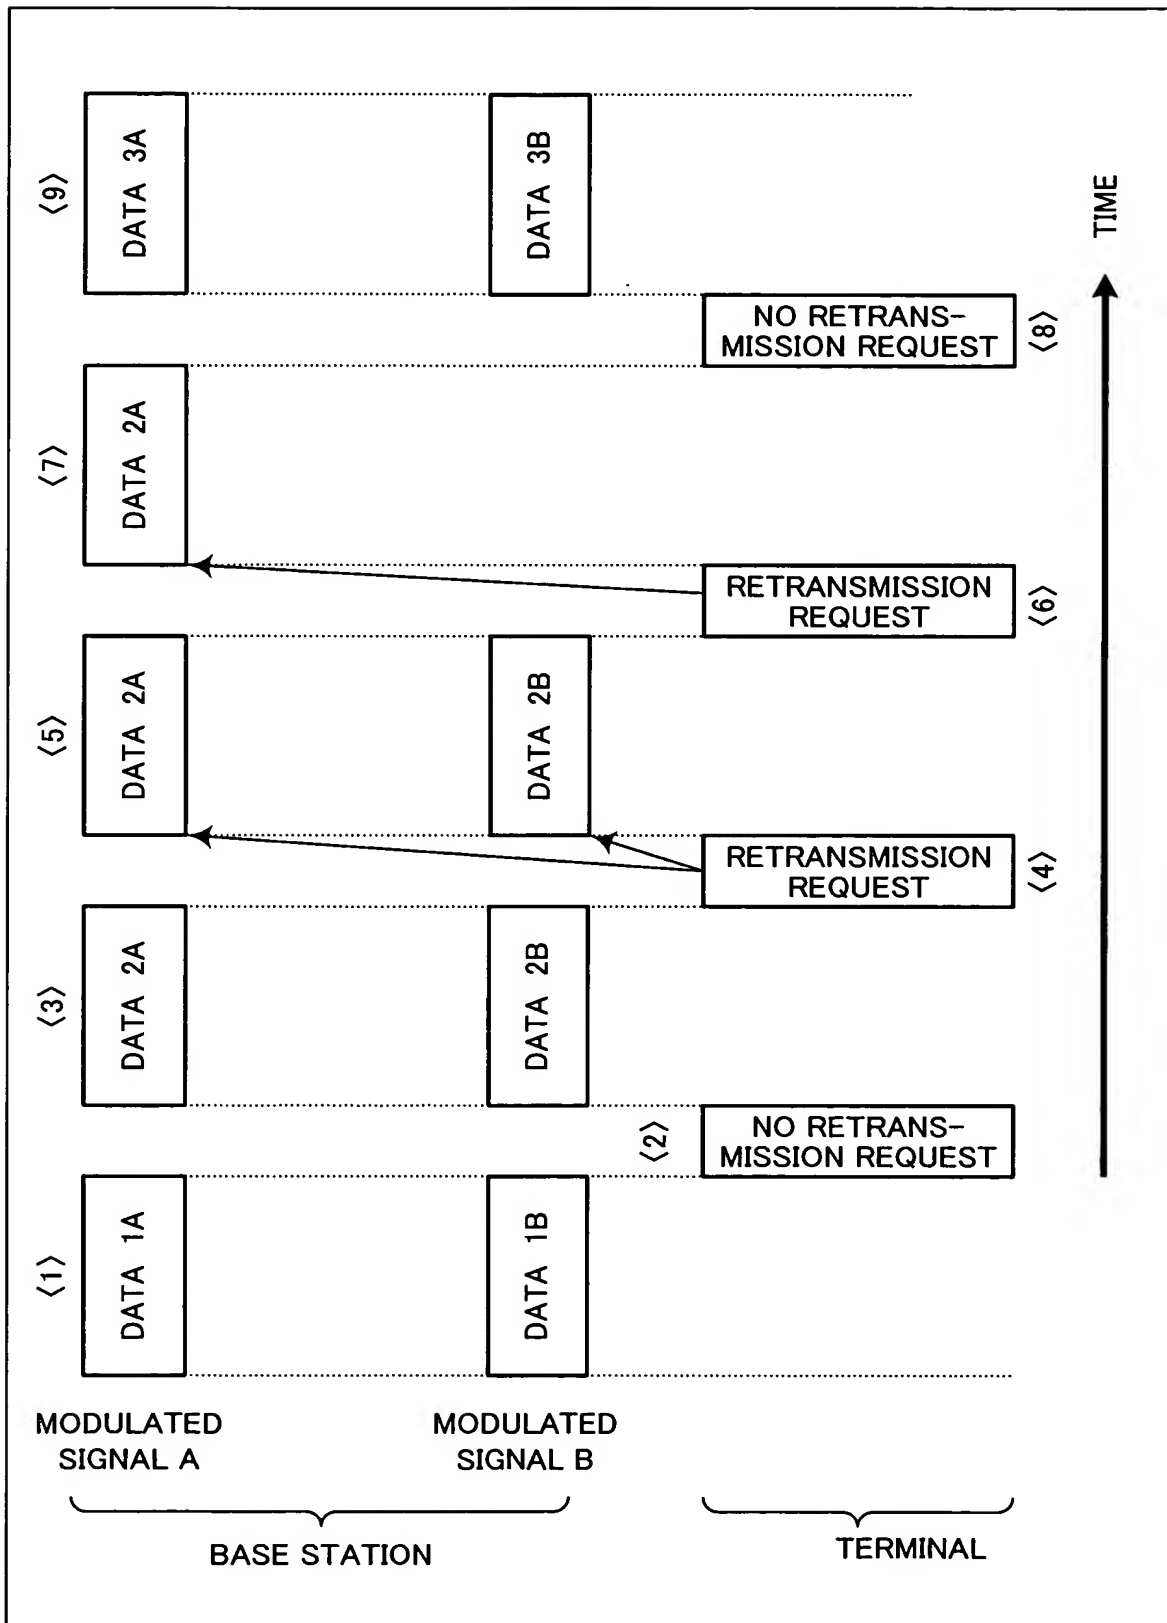 <9>
DATA 3A
DATA 3B
TIME
NO RETRANS-
MISSION REQUEST
<8>
<7>
DATA 2A
RETRANSMISSION
REQUEST
<6>
<5>
DATA 2A
DATA 2B
RETRANSMISSION
REQUEST
<4>
<3>
DATA 2A
DATA 2B
<2>
NO RETRANS-
MISSION REQUEST
<1>
DATA 1A
DATA 1B
MODULATED
SIGNAL A
MODULATED
SIGNAL B
BASE STATION
TERMINAL